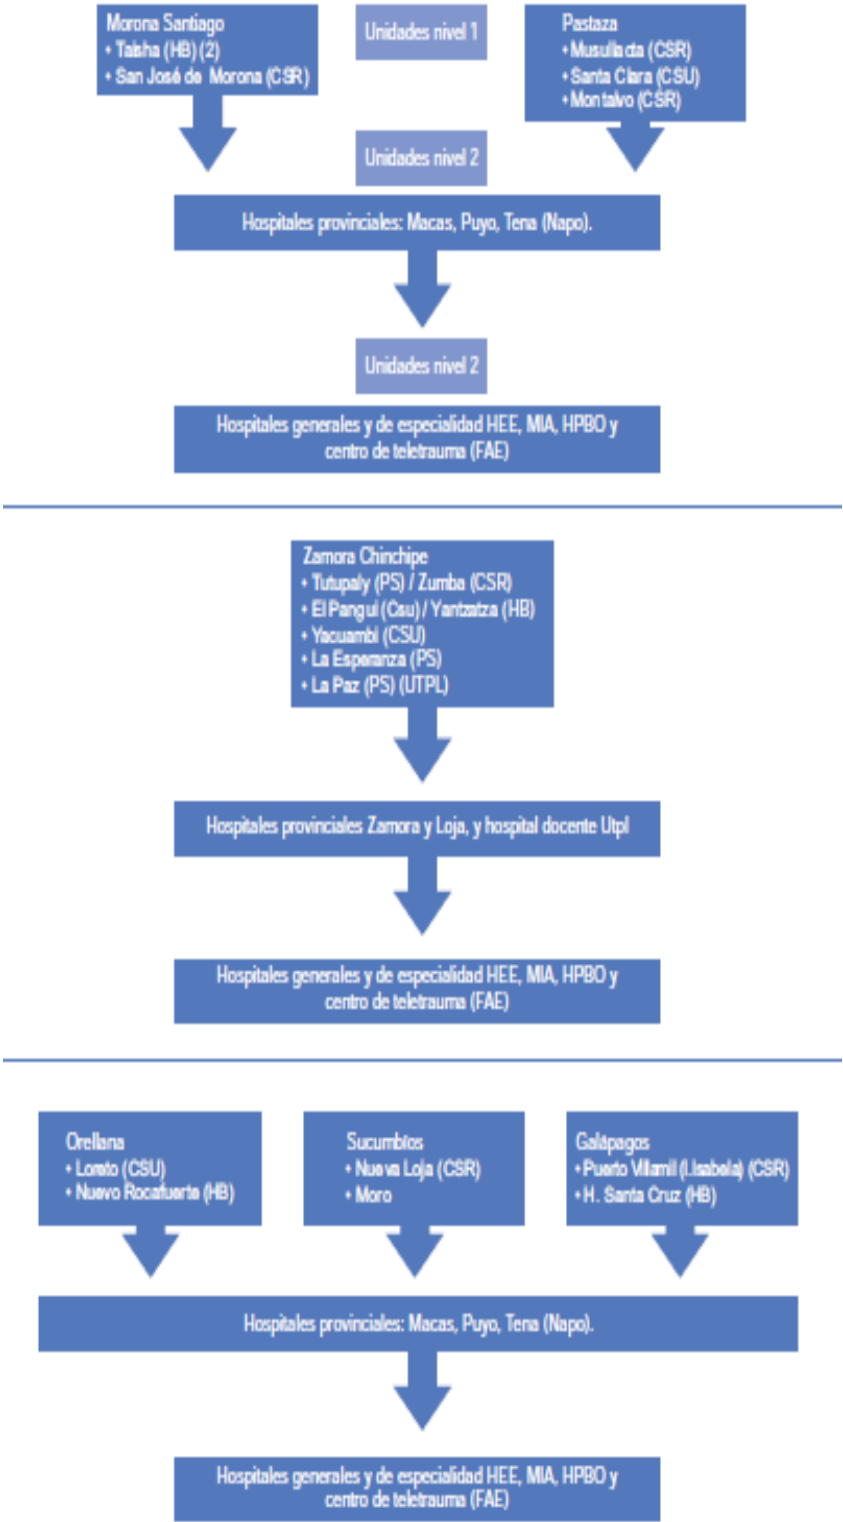 Morona Santiago
• Taisha (HB) (2)
• San José de Morona (CSR)
Unidades nivel 1
Pastaza
• Musullacta (CSR)
• Santa Clara (CSU)
• Montalvo (CSR)
Unidades nivel 2
Hospitales provinciales: Macas, Puyo, Tena (Napo).
Unidades nivel 2
Hospitales generales y de especialidad HEE, MIA, HPBO y
centro de teletrauma (FAE)
Zamora Chinchipe
• Tutupaly (PS) / Zumba (CSR)
• El Pangui (Csu) / Yantzatza (HB)
• Yacuambi (CSU)
• La Esperanza (PS)
• La Paz (PS) (UTPL)
Hospitales provinciales Zamora y Loja, y hospital docente Utpl
Hospitales generales y de especialidad HEE, MIA, HPBO y
centro de teletrauma (FAE)
Orellana
• Loreto (CSU)
• Nuevo Rocafuerte (HB)
Sucumbíos
• Nueva Loja (CSR)
• Moro
Galápagos
• Puerto Villamil (I.Isabela) (CSR)
• H. Santa Cruz (HB)
Hospitales provinciales: Macas, Puyo, Tena (Napo).
Hospitales generales y de especialidad HEE, MIA, HPBO y
centro de teletrauma (FAE)